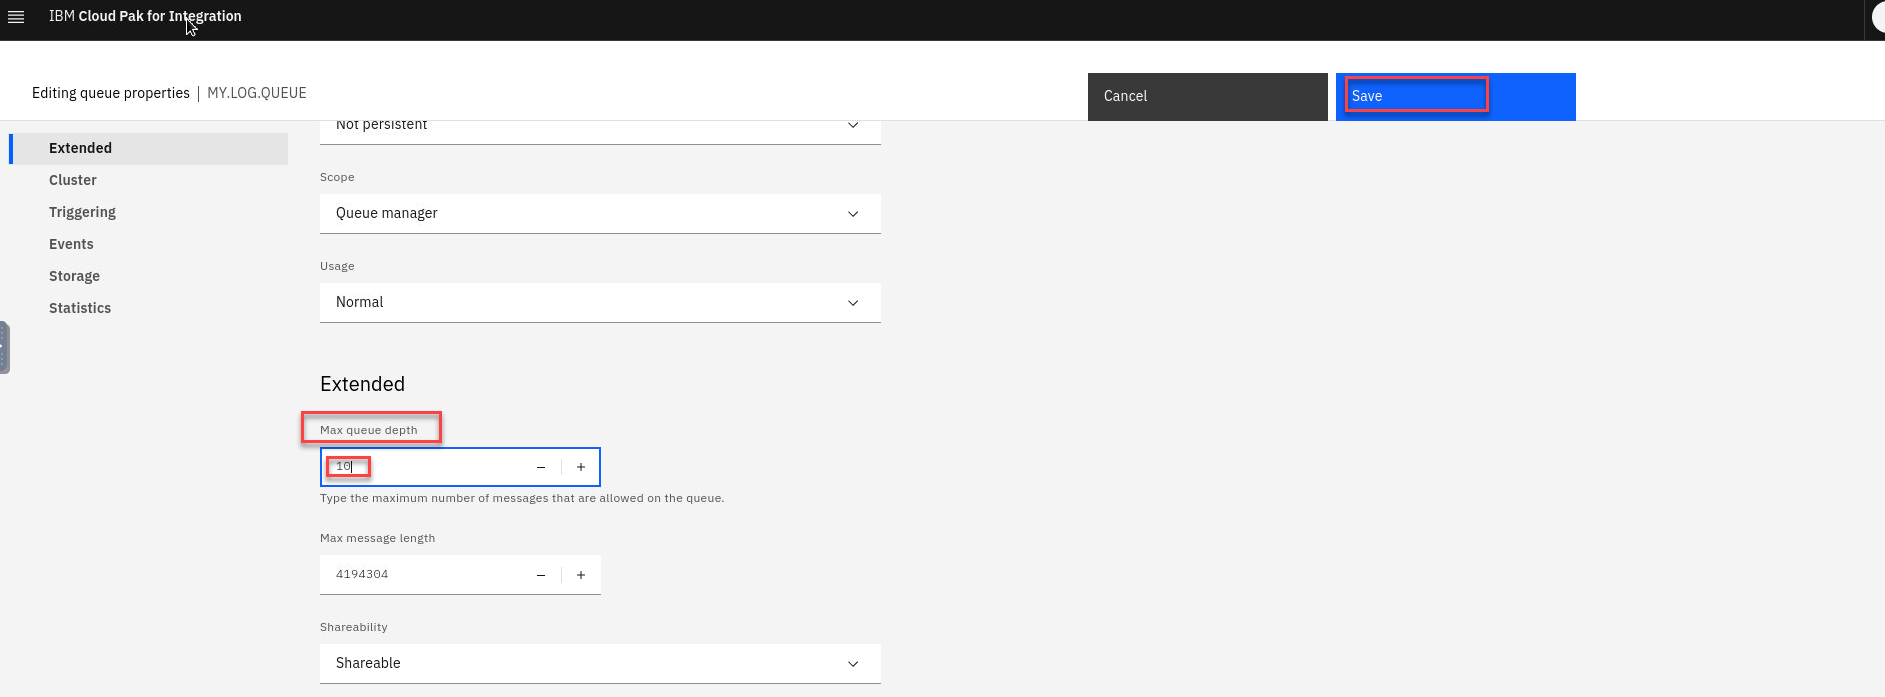 IBM Cloud Pak for Integration
Editing queue properties | MY.LOG.QUEUE
Cancel
Save
Extended
Cluster
Triggering
Events
Storage
Statistics
Not persistent
Scope
Queue manager
Usage
Normal
Extended
Max queue depth
10
Type the maximum number of messages that are allowed on the queue.
Max message length
4194304
Shareability
Shareable